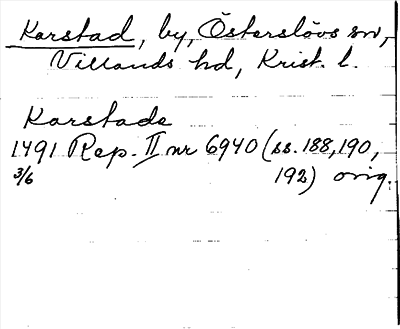 Karstad, by, Österslövs sn,
Villands hd, Krist. l.
Karstade
1491 Rep. II nr 6940 (ss. 188, 190,
3/6 192) orig.